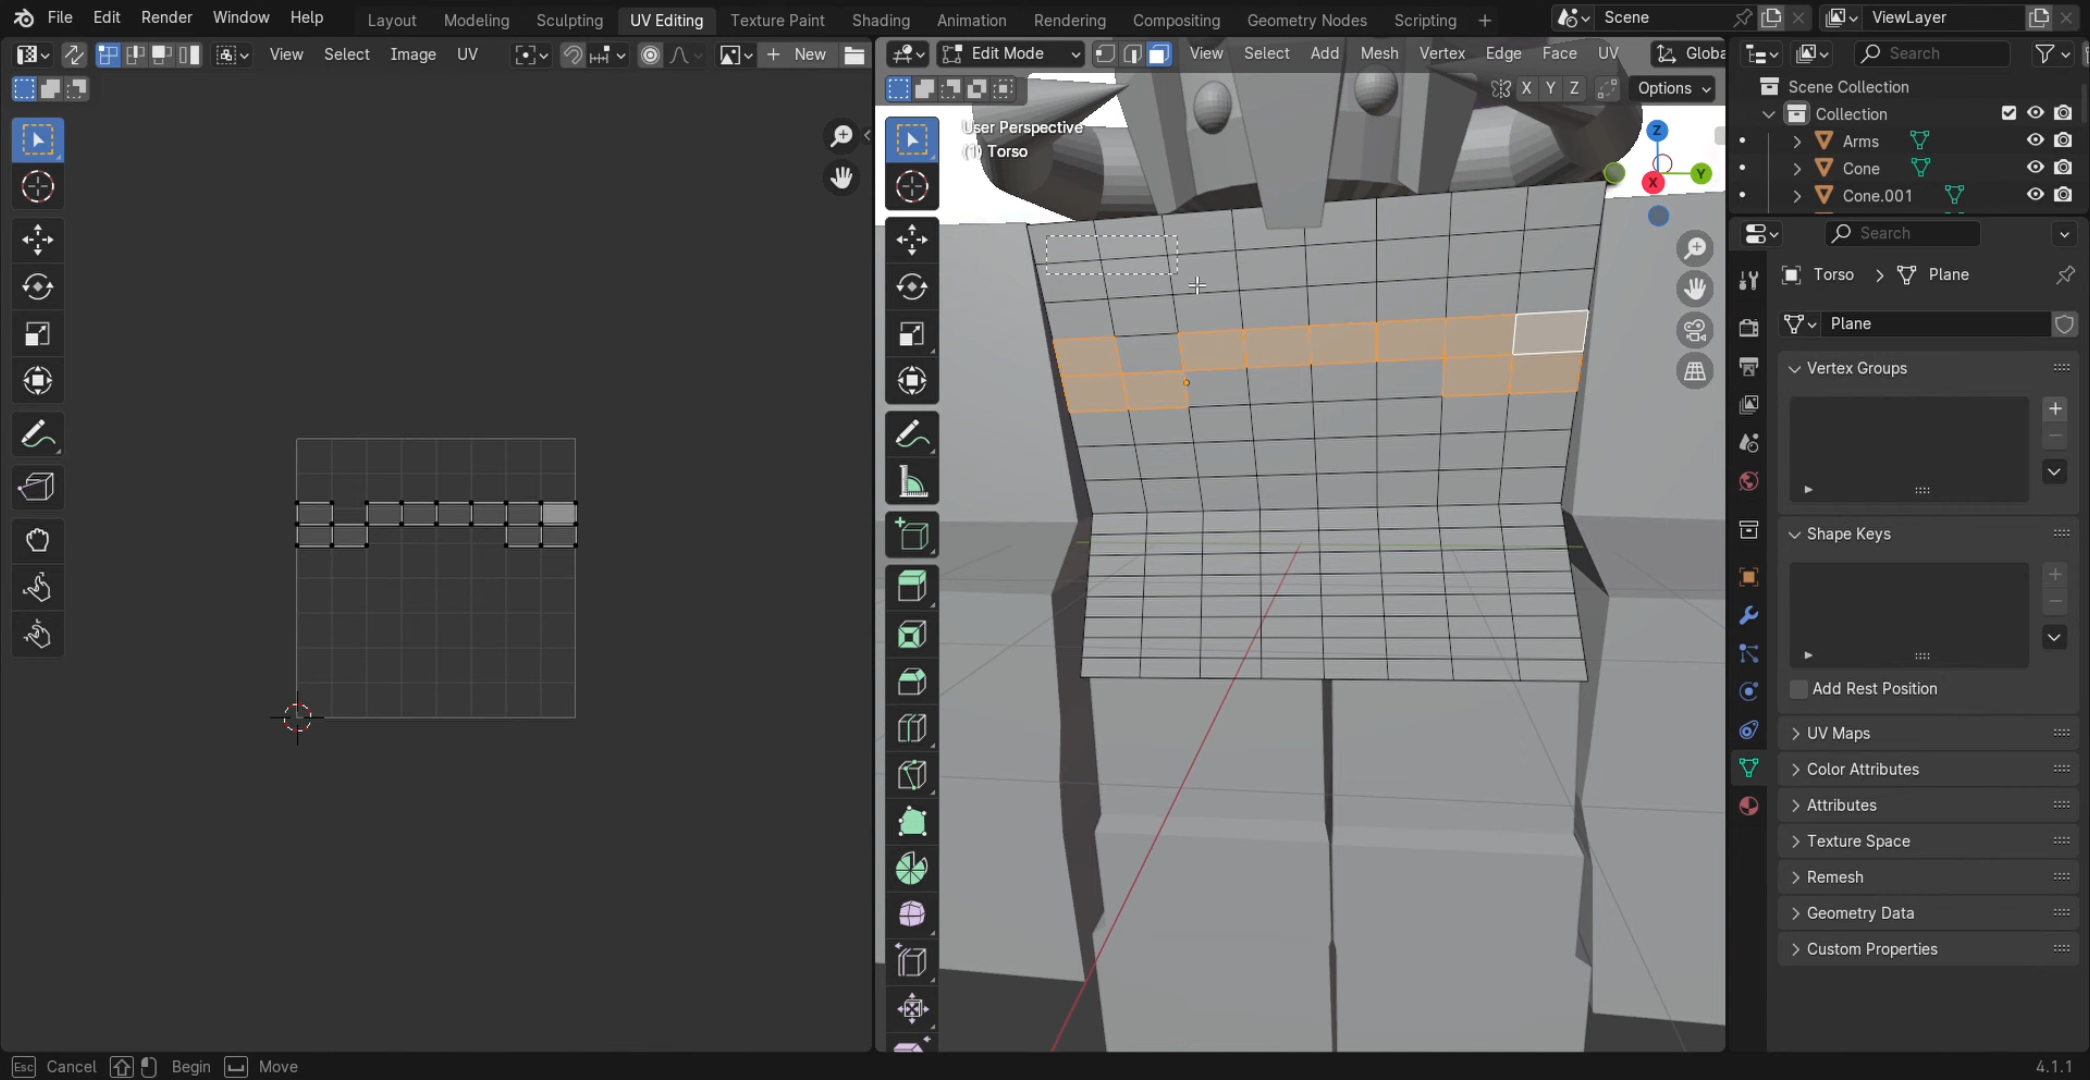 File Edit Render Window Help Layout Modeling Sculpting UV Editing Texture Paint Shading Animation Rendering Compositing Geometry Nodes Scripting + Scene ViewLayer
View Select Image UV + New Edit Mode View Select Add Mesh Vertex Edge Face UV Globa Search
X Y Z Options
Scene Collection
Collection
Arms
Cone
Cone.001
User Perspective
(1) Torso
Z
Y
X
Search
Torso > Plane
Plane
Vertex Groups
Shape Keys
Add Rest Position
UV Maps
Color Attributes
Attributes
Texture Space
Remesh
Geometry Data
Custom Properties
Esc Cancel Begin Move 4.1.1